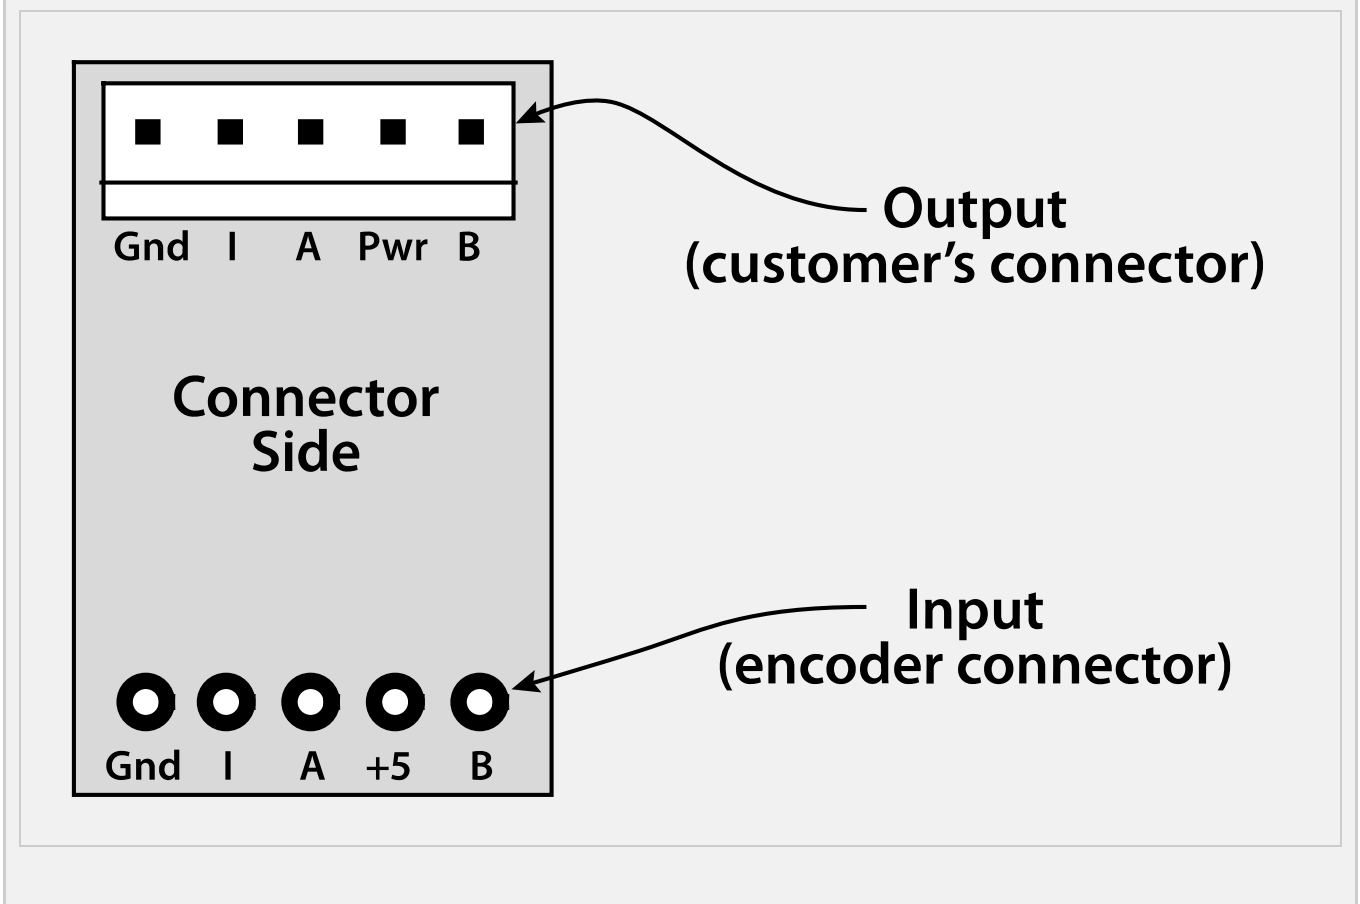 Gnd I A Pwr B
Output
(customer’s connector)
Connector
Side
Input
(encoder connector)
Gnd I A +5 B